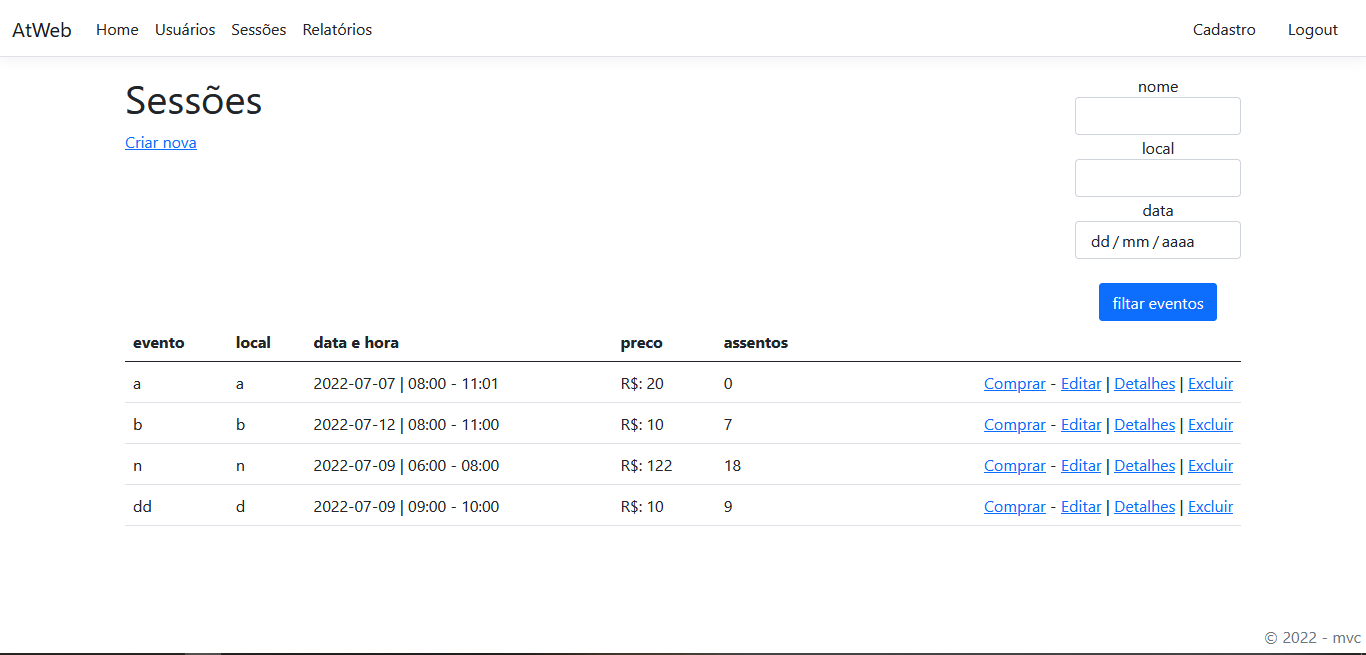 AtWeb Home Usuários Sessões Relatórios Cadastro Logout
Sessões
Criar nova
nome
local
data
dd/mm/aaaa
filtar eventos
evento local data e hora preco assentos
a a 2022-07-07 | 08:00 - 11:01 R$: 20 0 Comprar - Editar | Detalhes | Excluir
b b 2022-07-12 | 08:00 - 11:00 R$: 10 7 Comprar - Editar | Detalhes | Excluir
n n 2022-07-09 | 06:00 - 08:00 R$: 122 18 Comprar - Editar | Detalhes | Excluir
dd d 2022-07-09 | 09:00 - 10:00 R$: 10 9 Comprar - Editar | Detalhes | Excluir
© 2022 - mvc